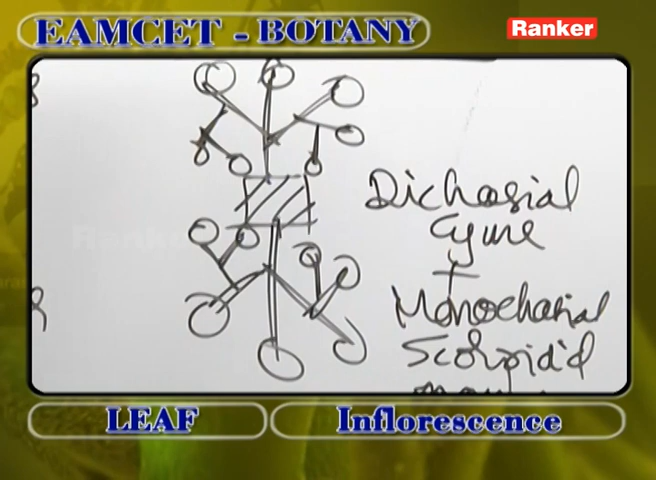 EAMCET - BOTANY
Ranker
Dichasial
Cyme
+
Monochasial
Scorpioid
LEAF
Inflorescence